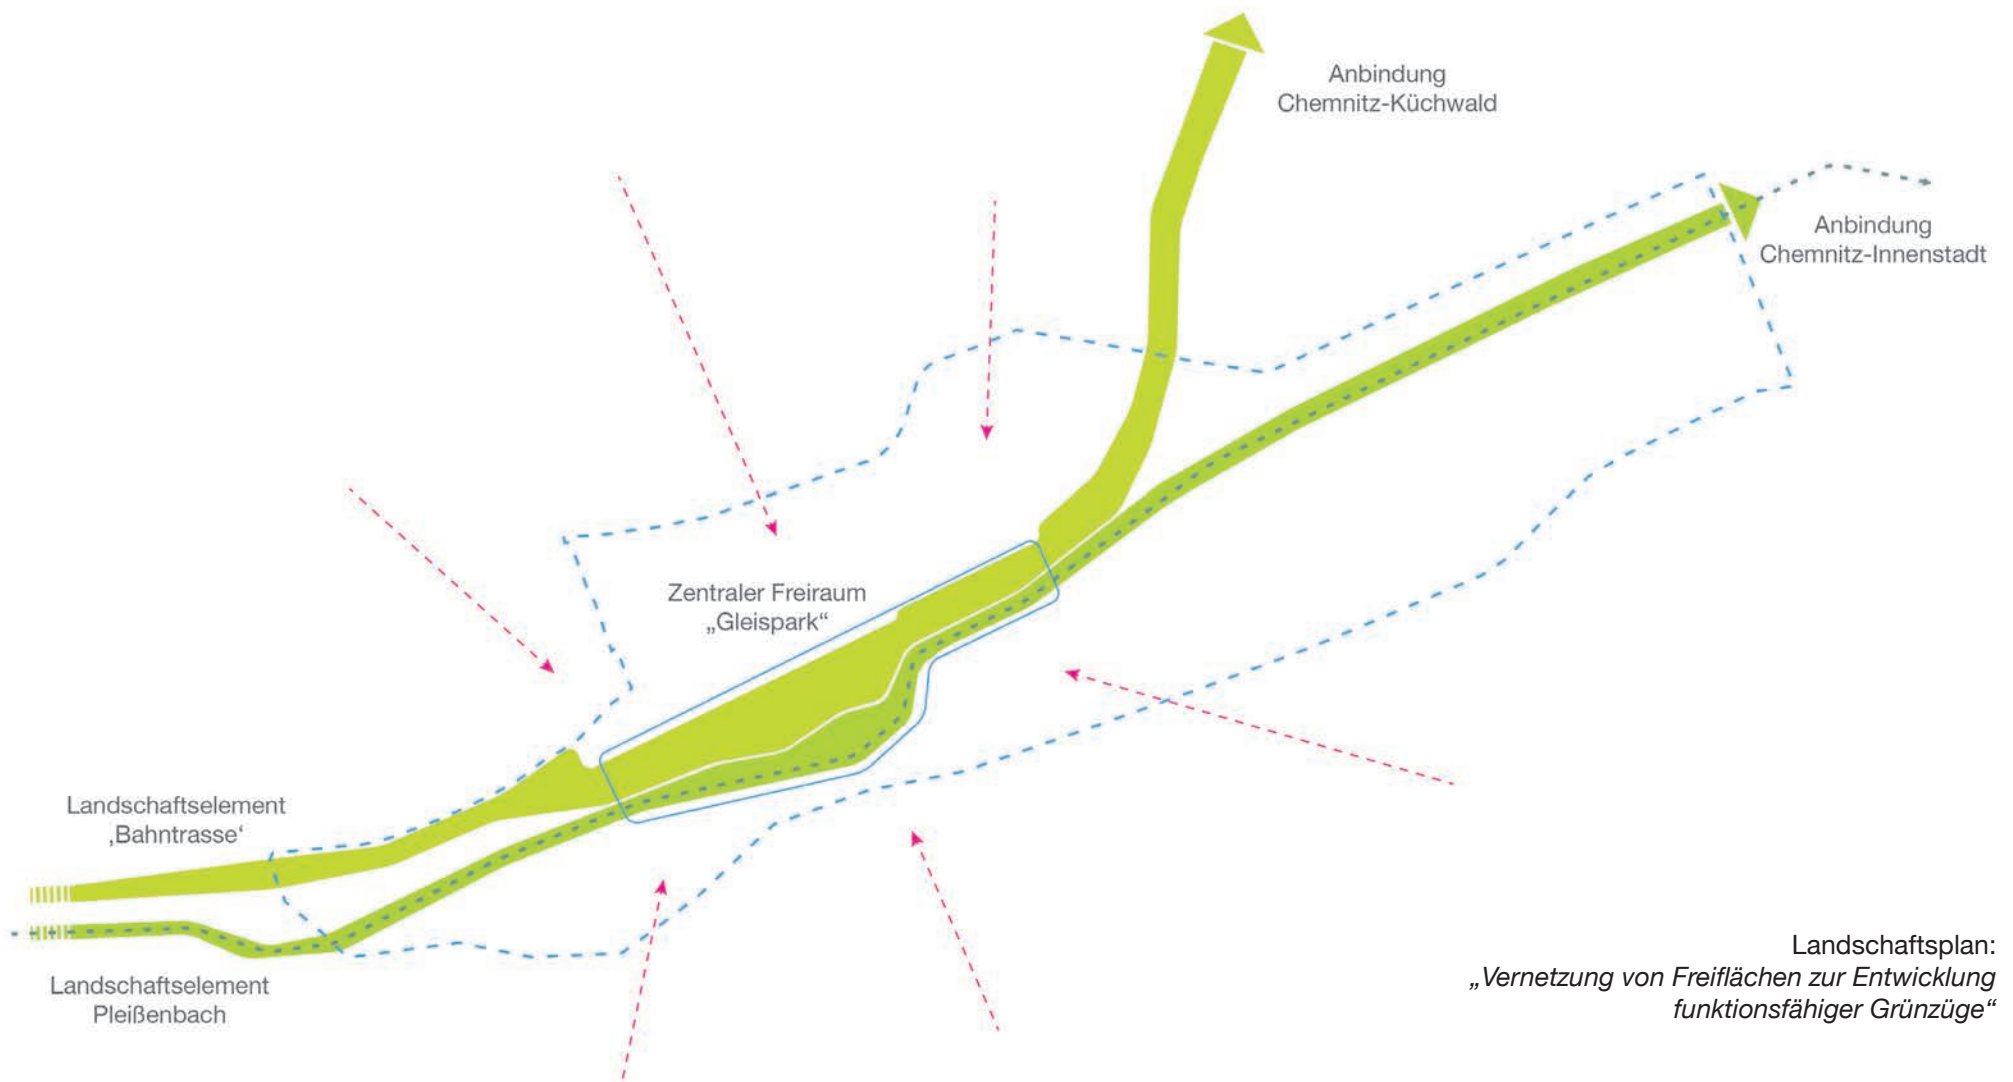 Anbindung
Chemnitz-Küchwald
Anbindung
Chemnitz-Innenstadt
Zentraler Freiraum
„Gleispark“
Landschaftselement
‚Bahntrasse‘
Landschaftselement
Pleißenbach
Landschaftsplan:
„Vernetzung von Freiflächen zur Entwicklung
funktionsfähiger Grünzüge“